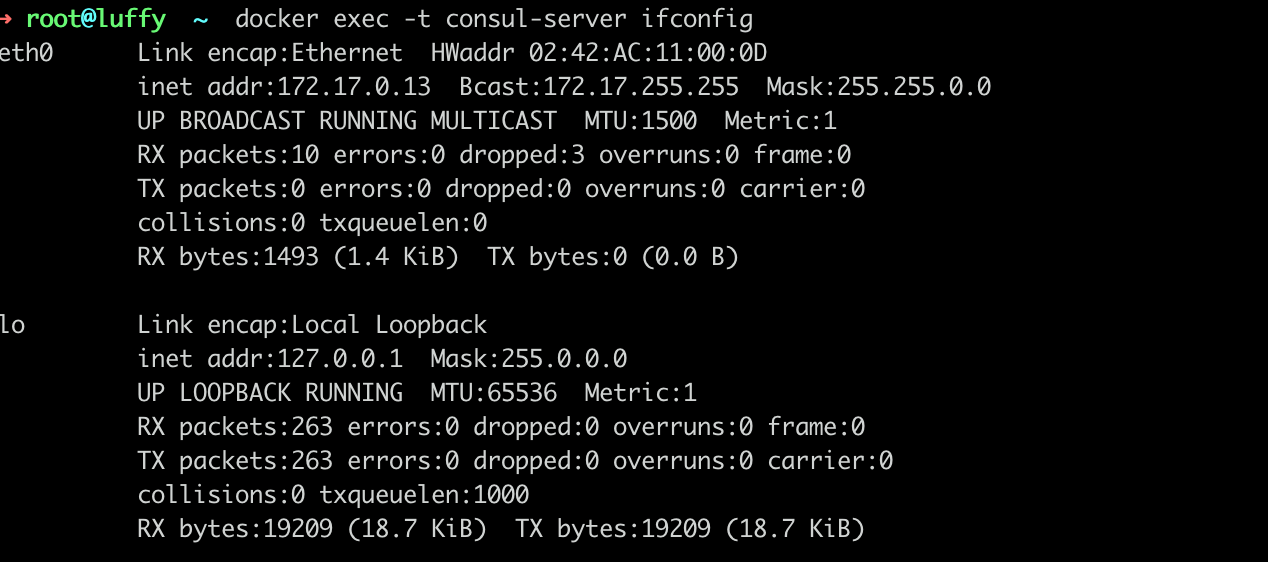 → root@luffy  ~  docker exec -t consul-server ifconfig
eth0      Link encap:Ethernet  HWaddr 02:42:AC:11:00:0D
          inet addr:172.17.0.13  Bcast:172.17.255.255  Mask:255.255.0.0
          UP BROADCAST RUNNING MULTICAST  MTU:1500  Metric:1
          RX packets:10 errors:0 dropped:3 overruns:0 frame:0
          TX packets:0 errors:0 dropped:0 overruns:0 carrier:0
          collisions:0 txqueuelen:0
          RX bytes:1493 (1.4 KiB)  TX bytes:0 (0.0 B)

lo        Link encap:Local Loopback
          inet addr:127.0.0.1  Mask:255.0.0.0
          UP LOOPBACK RUNNING  MTU:65536  Metric:1
          RX packets:263 errors:0 dropped:0 overruns:0 frame:0
          TX packets:263 errors:0 dropped:0 overruns:0 carrier:0
          collisions:0 txqueuelen:1000
          RX bytes:19209 (18.7 KiB)  TX bytes:19209 (18.7 KiB)